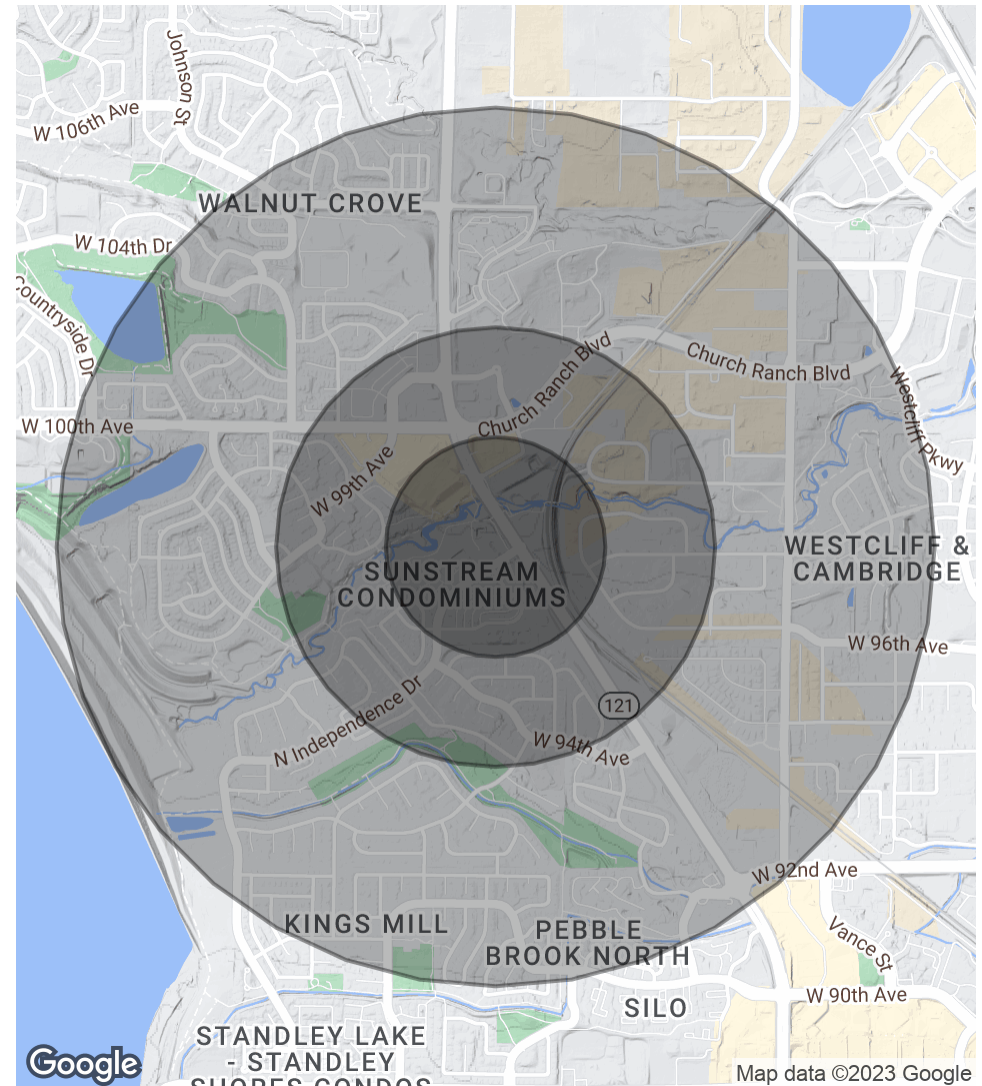 Johnson St
W 106th Ave
WALNUT CROVE
W 104th Dr
Countryside Dr
Church Ranch Blvd
Church Ranch Blvd
Westcliff Pkwy
W 100th Ave
W 99th Ave
SUNSTREAM
CONDOMINIUMS
WESTCLIFF &
CAMBRIDGE
W 96th Ave
N Independence Dr
121
W 94th Ave
W 92nd Ave
KINGS MILL
PEBBLE
BROOK NORTH
Vance St
W 90th Ave
SILO
STANDLEY LAKE
- STANDLEY
SHORES CONDOS
Google
Map data ©2023 Google